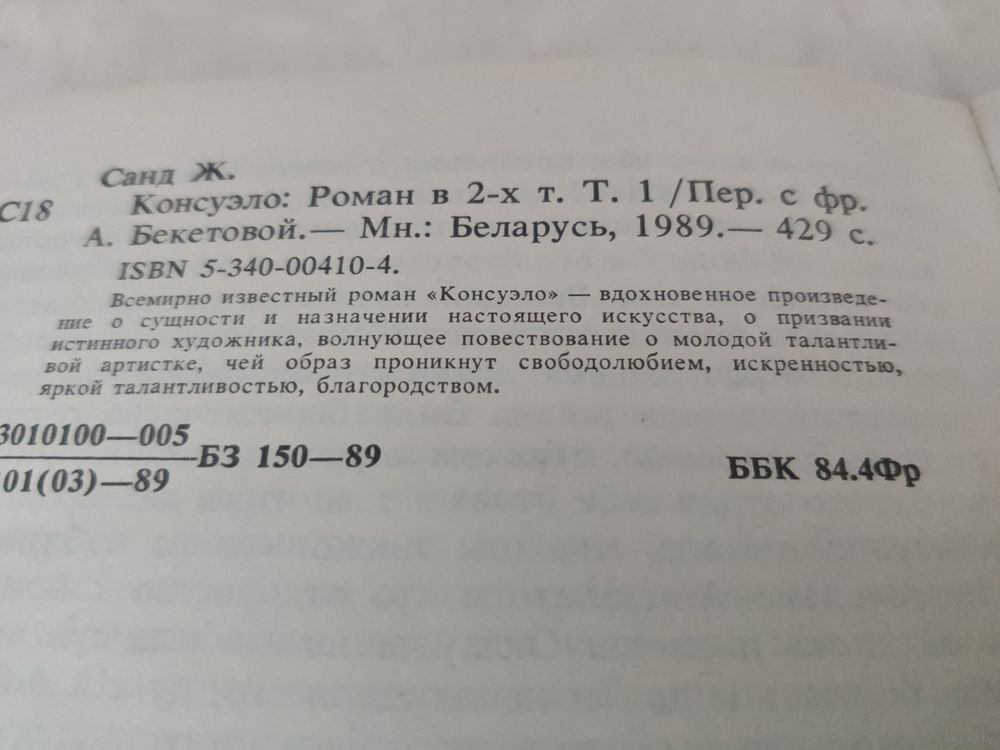 Санд Ж.
С18 Консуэло: Роман в 2-х т. Т. 1 /Пер. с фр.
А. Бекетовой.— Мн.: Беларусь, 1989.— 429 с.
ISBN 5-340-00410-4.
Всемирно известный роман «Консуэло» — вдохновенное произведе-
ние о сущности и назначении настоящего искусства, о призвании
истинного художника, волнующее повествование о молодой талантли-
вой артистке, чей образ проникнут свободолюбием, искренностью,
яркой талантливостью, благородством.
3010100—005
01(03)—89
БЗ 150—89
ББК 84.4Фр